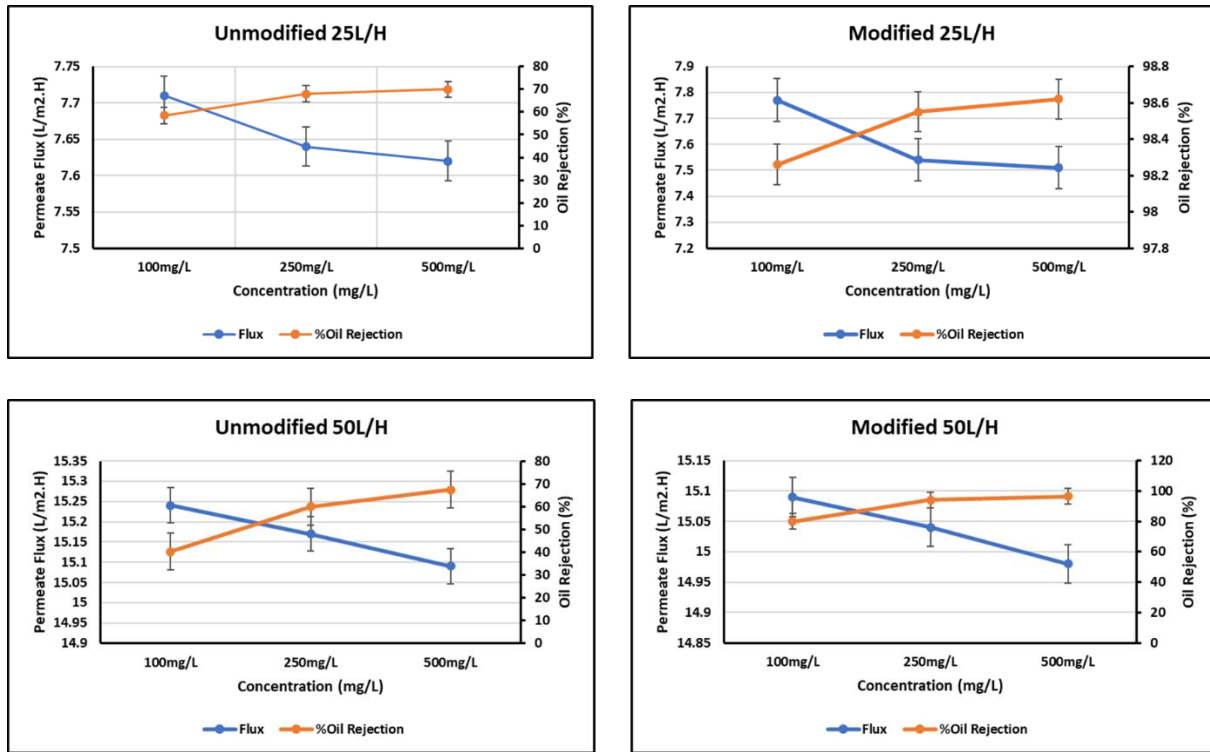 Unmodified 25L/H
Permeate Flux (L/m2.H)
7.75
7.7
7.65
7.6
7.55
7.5
80
70
60
50
40
30
20
10
0
Oil Rejection (%)
100mg/L 250mg/L 500mg/L
Concentration (mg/L)
Flux %Oil Rejection
Modified 25L/H
Permeate Flux (L/m2.H)
7.9
7.8
7.7
7.6
7.5
7.4
7.3
7.2
98.8
98.6
98.4
98.2
98
97.8
Oil Rejection (%)
100mg/L 250mg/L 500mg/L
Concentration (mg/L)
Flux %Oil Rejection
Unmodified 50L/H
Permeate Flux (L/m2.H)
15.35
15.3
15.25
15.2
15.15
15.1
15.05
15
14.95
14.9
80
70
60
50
40
30
20
10
0
Oil Rejection (%)
100mg/L 250mg/L 500mg/L
Concentration (mg/L)
Flux %Oil Rejection
Modified 50L/H
Permeate Flux (L/m2.H)
15.15
15.1
15.05
15
14.95
14.9
14.85
120
100
80
60
40
20
0
Oil Rejection (%)
100mg/L 250mg/L 500mg/L
Concentration (mg/L)
Flux %Oil Rejection